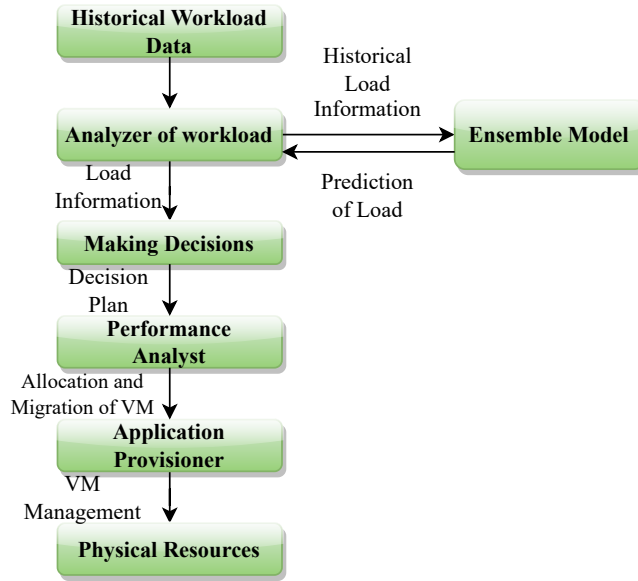 Historical Workload
Data
Historical
Load
Information
Analyzer of workload
Ensemble Model
Load
Information
Prediction
of Load
Making Decisions
Decision
Plan
Performance
Analyst
Allocation and
Migration of VM
Application
Provisioner
VM
Management
Physical Resources